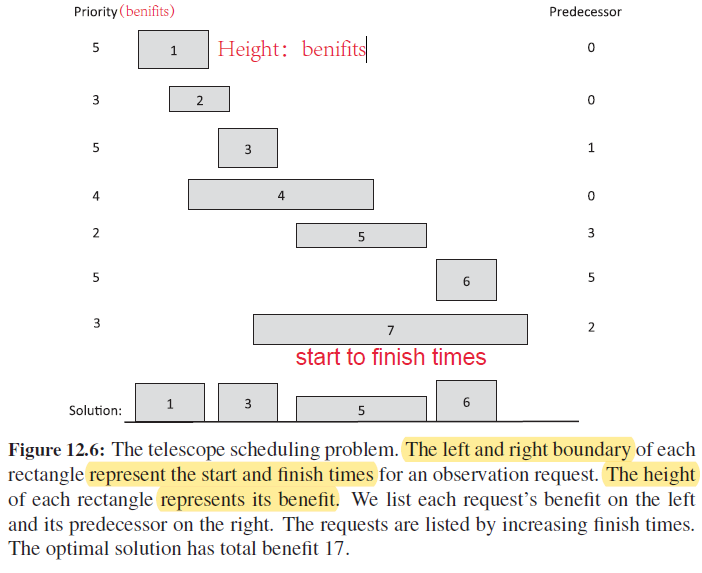 Priority(benifits) Predecessor
5 1 Height: benifits 0
3 2 0
5 3 1
4 4 0
2 5 3
5 6 5
3 7 2
start to finish times
Solution: 1 3 5 6
Figure 12.6: The telescope scheduling problem. The left and right boundary of each
rectangle represent the start and finish times for an observation request. The height
of each rectangle represents its benefit. We list each request's benefit on the left
and its predecessor on the right. The requests are listed by increasing finish times.
The optimal solution has total benefit 17.